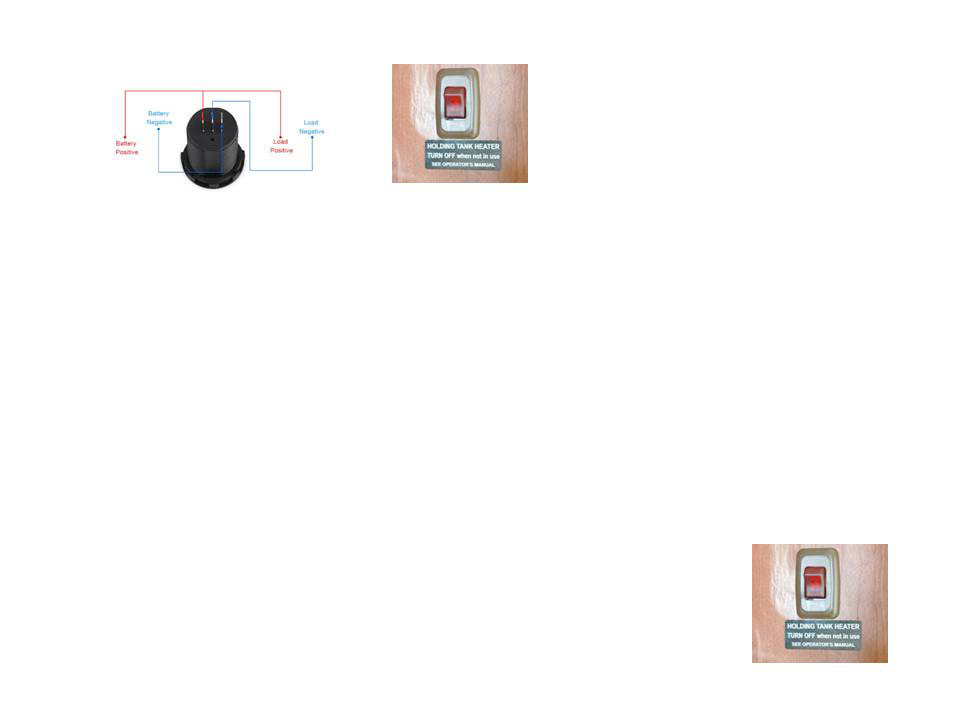 Battery
Negative
Load
Negative
Battery
Positive
Load
Positive
HOLDING TANK HEATER
TURN OFF when not in use
SEE OPERATOR'S MANUAL
HOLDING TANK HEATER
TURN OFF when not in use
SEE OPERATOR'S MANUAL